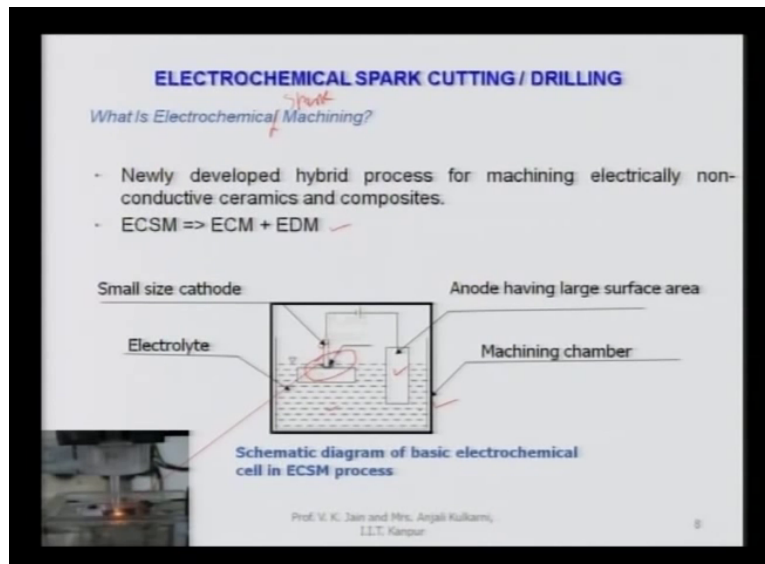 ELECTROCHEMICAL SPARK CUTTING / DRILLING
Spark
What Is Electrochemical Machining?
- Newly developed hybrid process for machining electrically non-
conductive ceramics and composites.
- ECSM => ECM + EDM
Small size cathode
Anode having large surface area
Electrolyte
Machining chamber
Schematic diagram of basic electrochemical
cell in ECSM process
Prof. V. K. Jain and Mrs. Anjali Kulkarni,
I.I.T. Kanpur
8